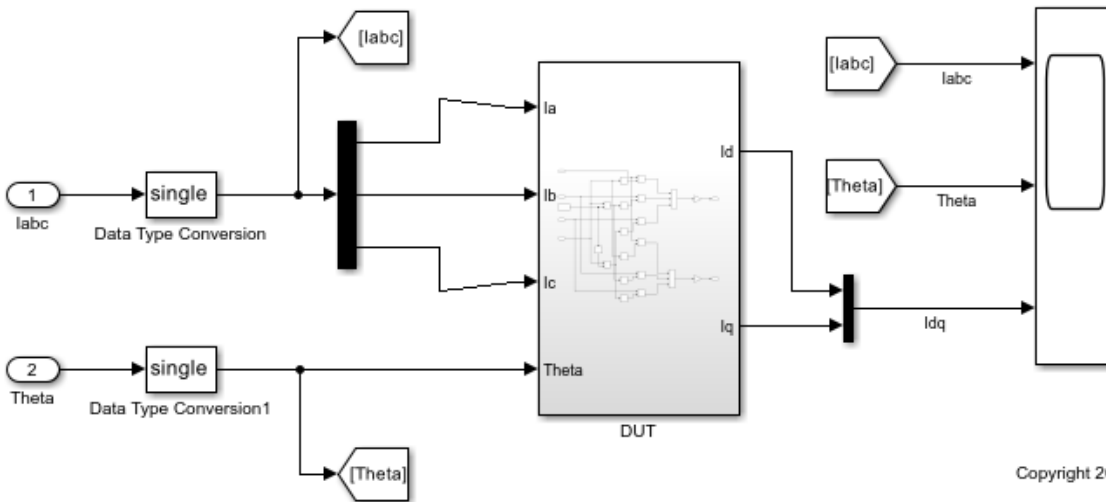 [Iabc]
[Iabc]
Iabc
Ia
Id
single
1
Iabc
Data Type Conversion
Ib
[Theta]
Theta
Ic
Iq
Idq
2
Theta
single
Data Type Conversion1
Theta
DUT
[Theta]
Copyright 20